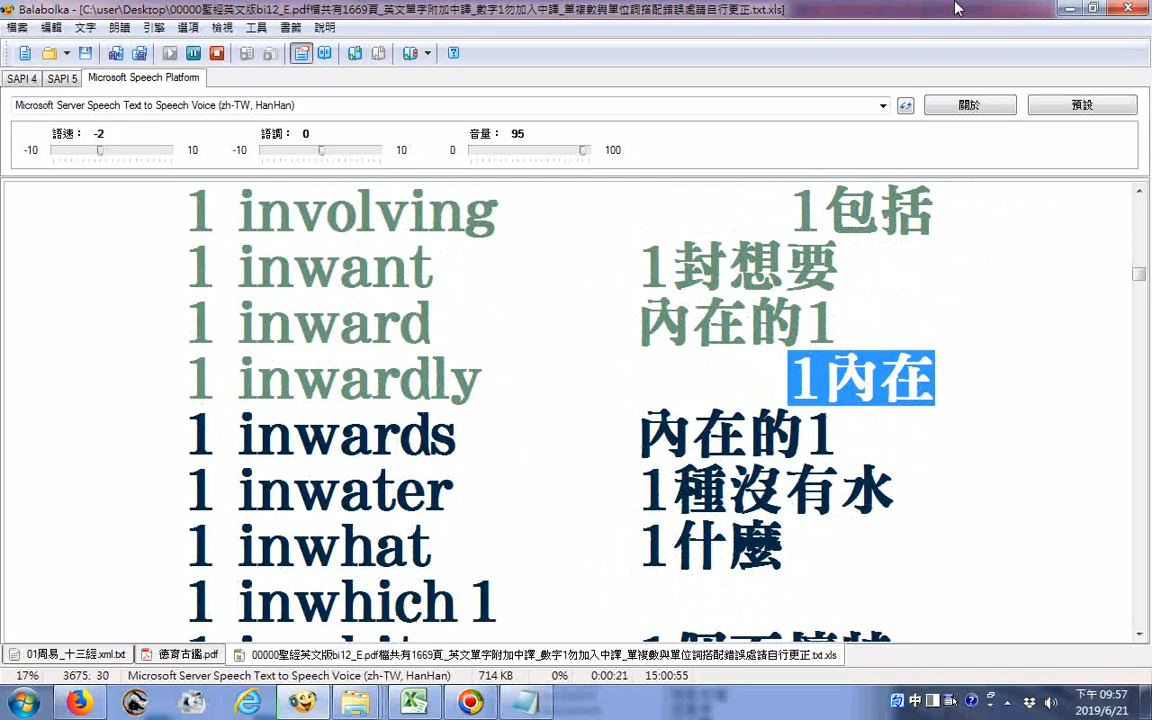 Balabolka - [C:\user\Desktop\00000聖經英文版bi12_E.pdf檔共有1669頁_英文單字附加中譯_數字1勿加入中譯_單複數與單位詞搭配錯誤處請自行更正.txt.xls]
檔案 編輯 文字 朗讀 引擎 選項 檢視 工具 書籤 說明
SAPI 4 SAPI 5 Microsoft Speech Platform
Microsoft Server Speech Text to Speech Voice (zh-TW, HanHan) 關於 預設
語速： -2 語調： 0 音量： 95
-10 10 -10 10 0 100
1 involving 1包括
1 inwant 1封想要
1 inward 內在的1
1 inwardly 1內在
1 inwards 內在的1
1 inwater 1種沒有水
1 inwhat 1什麼
1 inwhich 1
01周易_十三經.xml.txt 德育古鑑.pdf 00000聖經英文版bi12_E.pdf檔共有1669頁_英文單字附加中譯_數字1勿加入中譯_單複數與單位詞搭配錯誤處請自行更正.txt.xls
17% 3675: 30 Microsoft Server Speech Text to Speech Voice (zh-TW, HanHan) 714 KB 0% 0:00:21 15:00:55
中 下午 09:57
2019/6/21